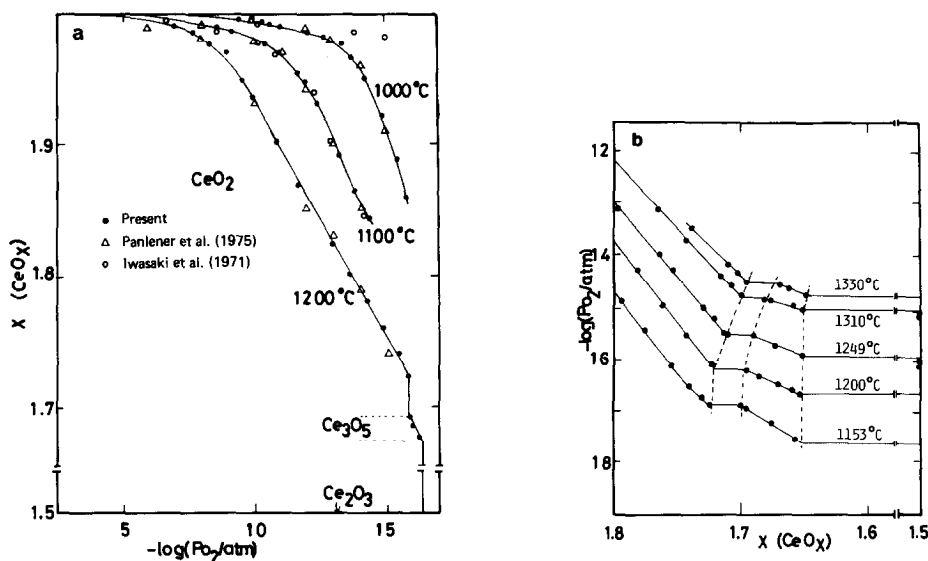 a
1.9
1.8
1.7
1.5
X (CeOX)
CeO2
• Present
△ Panlener et al. (1975)
○ Iwasaki et al. (1971)
1000°C
1100°C
1200°C
Ce3O5
Ce2O3
5
10
15
-log(Po2/atm)
b
12
14
16
18
-log(Po2/atm)
1330°C
1310°C
1249°C
1200°C
1153°C
1.8
1.7
1.6
1.5
X (CeOX)